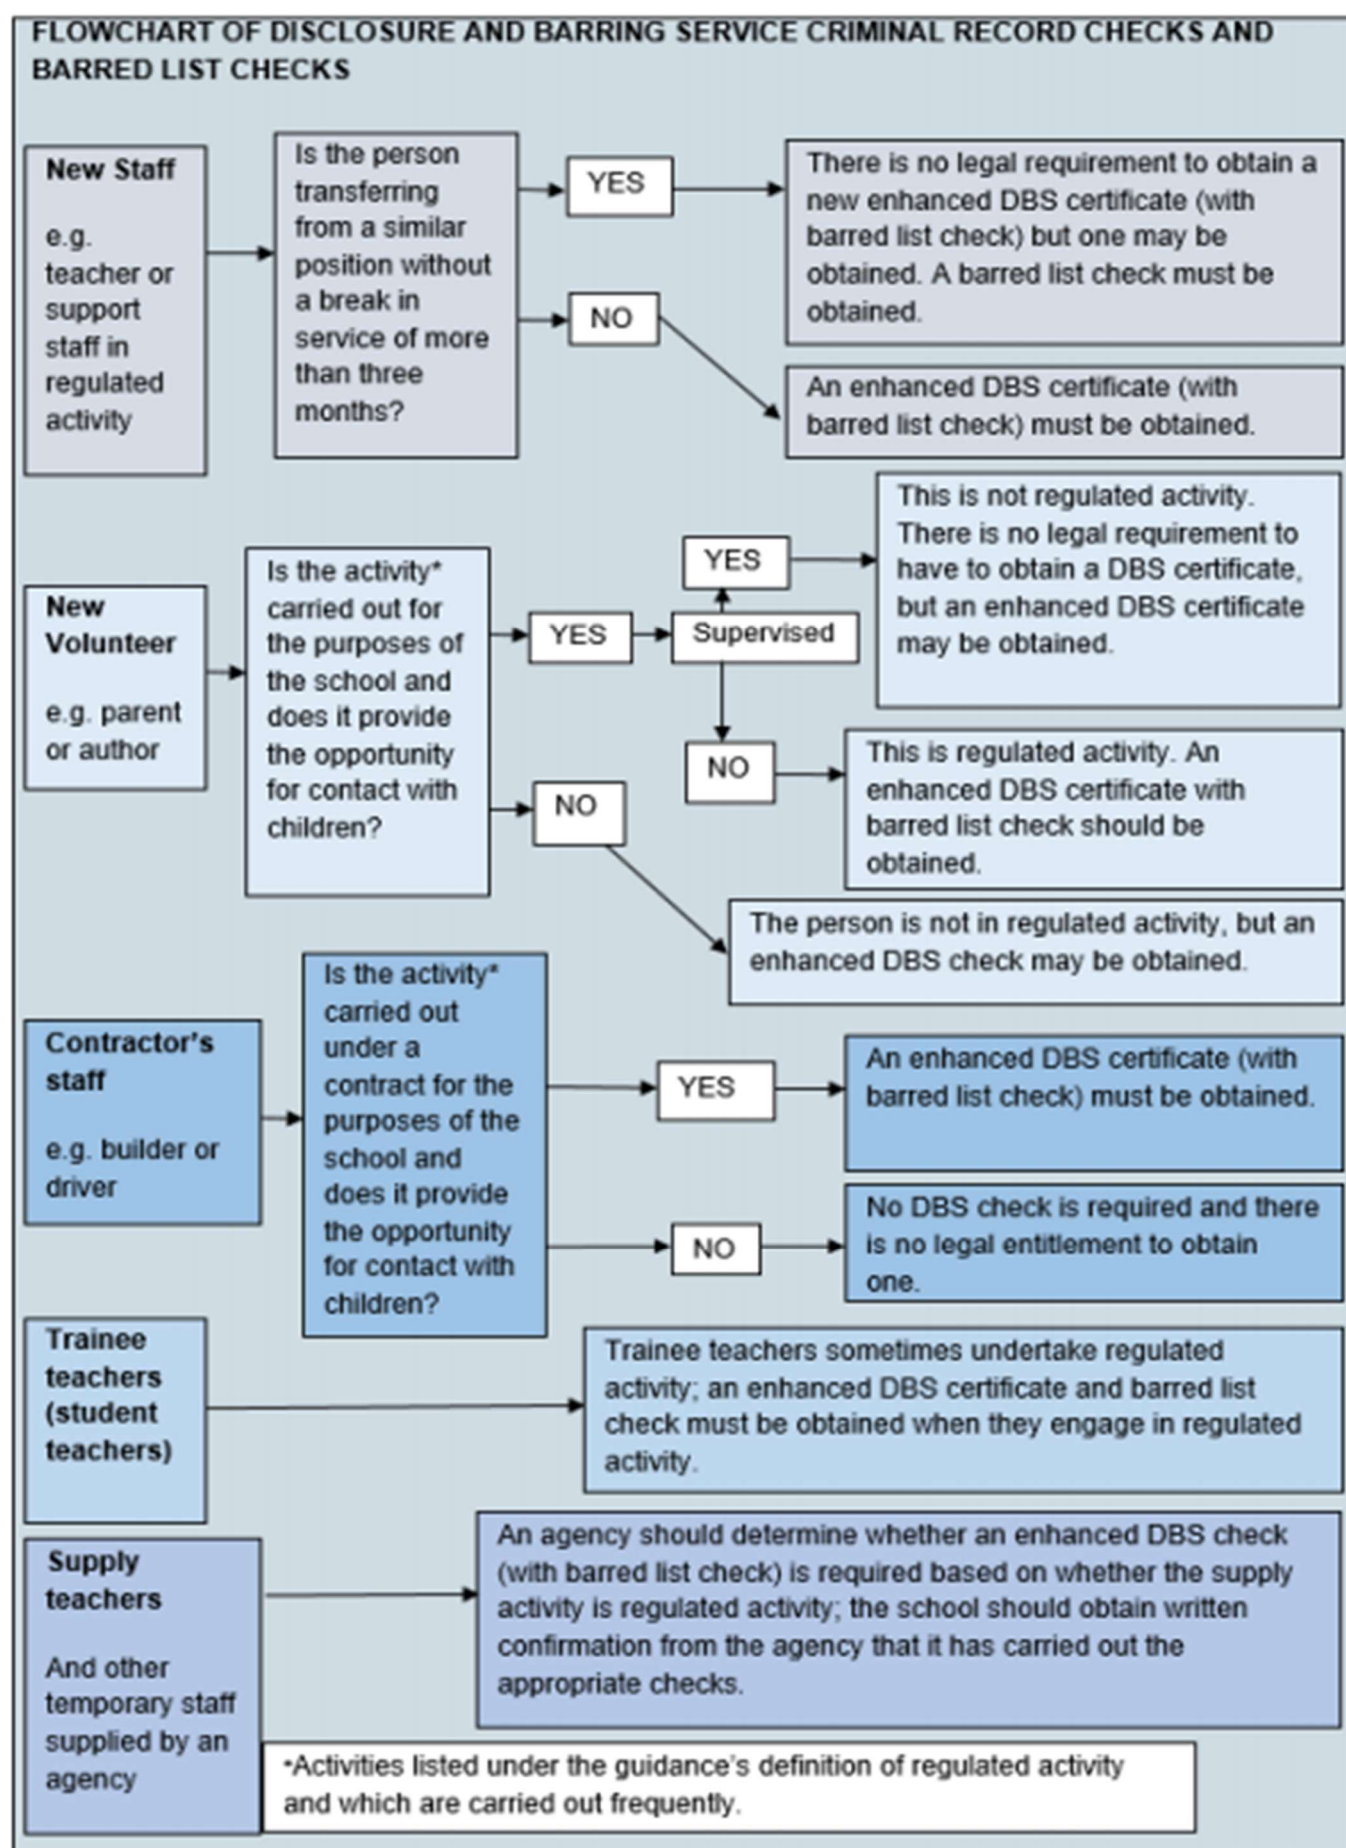 FLOWCHART OF DISCLOSURE AND BARRING SERVICE CRIMINAL RECORD CHECKS AND
BARRED LIST CHECKS
New Staff
e.g.
teacher or
support
staff in
regulated
activity
Is the person
transferring
from a similar
position without
a break in
service of more
than three
months?
YES
There is no legal requirement to obtain a
new enhanced DBS certificate (with
barred list check) but one may be
obtained. A barred list check must be
obtained.
NO
An enhanced DBS certificate (with
barred list check) must be obtained.
New
Volunteer
e.g. parent
or author
Is the activity*
carried out for
the purposes of
the school and
does it provide
the opportunity
for contact with
children?
YES
Supervised
YES
This is not regulated activity.
There is no legal requirement to
have to obtain a DBS certificate,
but an enhanced DBS certificate
may be obtained.
NO
This is regulated activity. An
enhanced DBS certificate with
barred list check should be
obtained.
NO
The person is not in regulated activity, but an
enhanced DBS check may be obtained.
Contractor's
staff
e.g. builder or
driver
Is the activity*
carried out
under a
contract for the
purposes of the
school and
does it provide
the opportunity
for contact with
children?
YES
An enhanced DBS certificate (with
barred list check) must be obtained.
NO
No DBS check is required and there
is no legal entitlement to obtain
one.
Trainee
teachers
(student
teachers)
Trainee teachers sometimes undertake regulated
activity; an enhanced DBS certificate and barred list
check must be obtained when they engage in regulated
activity.
Supply
teachers
And other
temporary staff
supplied by an
agency
An agency should determine whether an enhanced DBS check
(with barred list check) is required based on whether the supply
activity is regulated activity; the school should obtain written
confirmation from the agency that it has carried out the
appropriate checks.
*Activities listed under the guidance's definition of regulated activity
and which are carried out frequently.